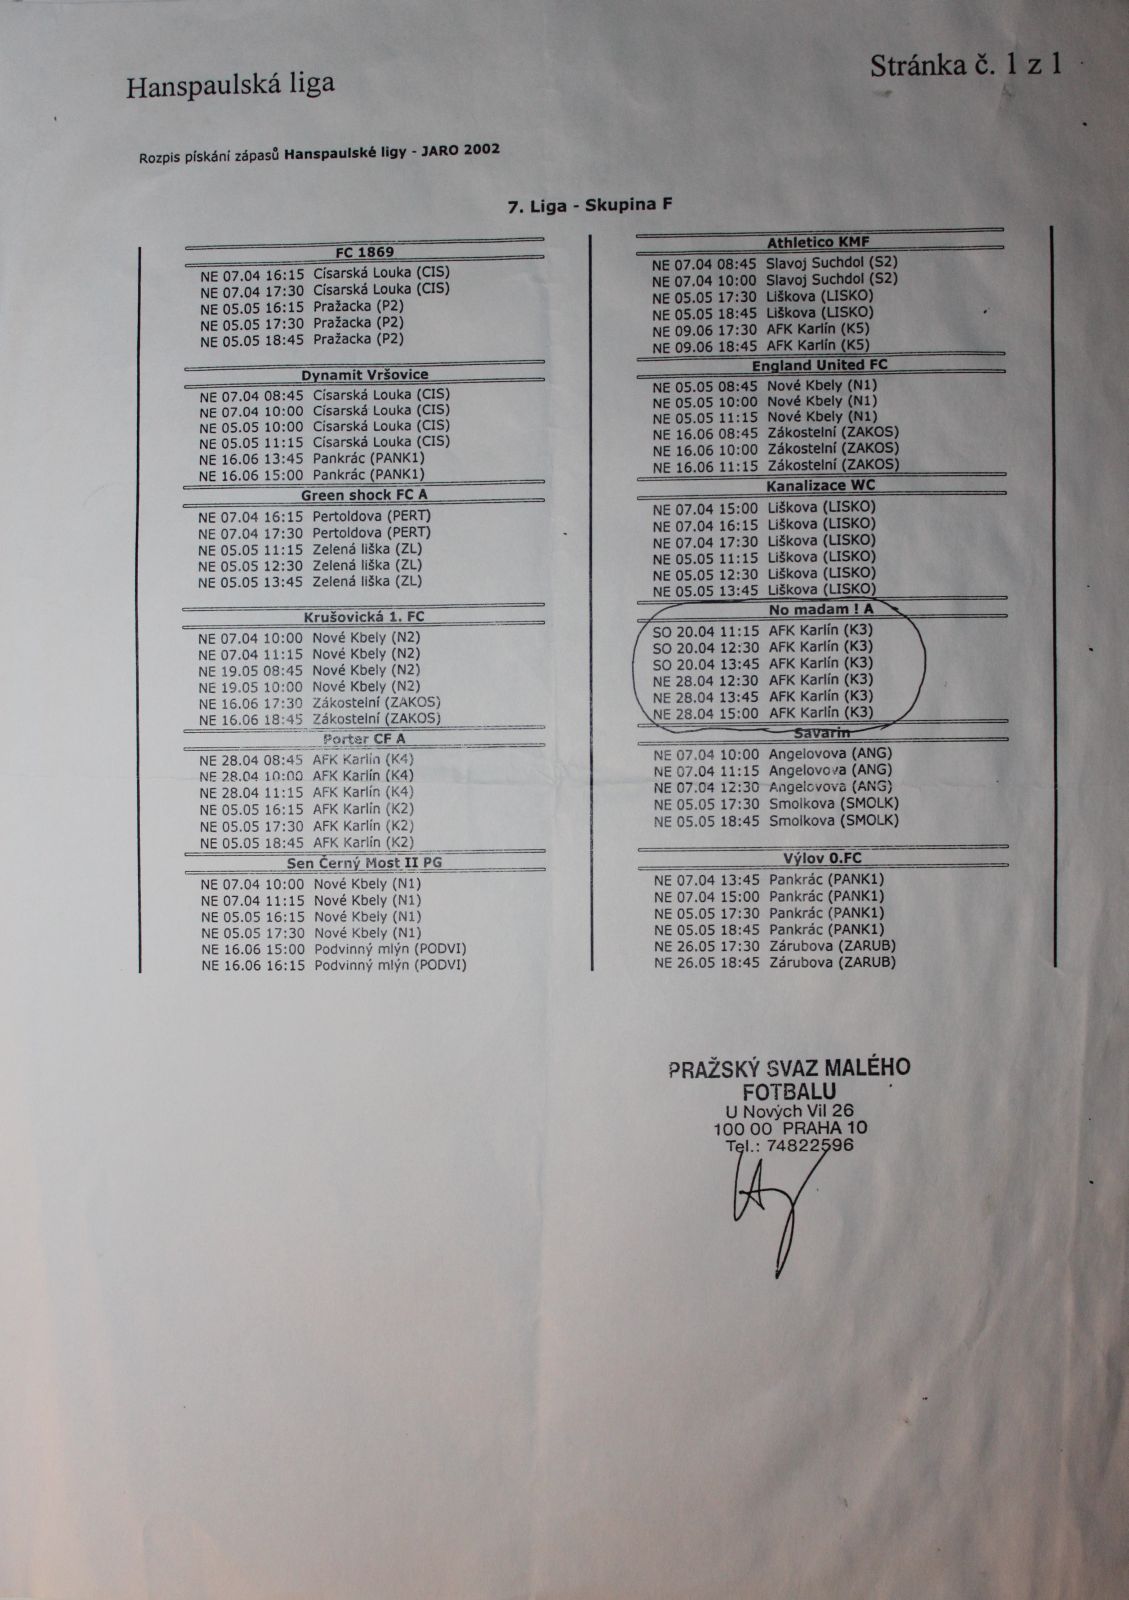 Hanspaulská liga
Stránka č. 1 z 1
Rozpis pískání zápasů Hanspaulské ligy - JARO 2002
7. Liga - Skupina F
FC 1869
NE 07.04 16:15 Císarská Louka (CIS)
NE 07.04 17:30 Císarská Louka (CIS)
NE 05.05 16:15 Pražacka (P2)
NE 05.05 17:30 Pražacka (P2)
NE 05.05 18:45 Pražacka (P2)
Dynamit Vršovice
NE 07.04 08:45 Císarská Louka (CIS)
NE 07.04 10:00 Císarská Louka (CIS)
NE 05.05 10:00 Císarská Louka (CIS)
NE 05.05 11:15 Císarská Louka (CIS)
NE 16.06 13:45 Pankrác (PANK1)
NE 16.06 15:00 Pankrác (PANK1)
Green shock FC A
NE 07.04 16:15 Pertoldova (PERT)
NE 07.04 17:30 Pertoldova (PERT)
NE 05.05 11:15 Zelená liška (ZL)
NE 05.05 12:30 Zelená liška (ZL)
NE 05.05 13:45 Zelená liška (ZL)
Krušovická 1. FC
NE 07.04 10:00 Nové Kbely (N2)
NE 07.04 11:15 Nové Kbely (N2)
NE 19.05 08:45 Nové Kbely (N2)
NE 19.05 10:00 Nové Kbely (N2)
NE 16.06 17:30 Zákostelní (ZAKOS)
NE 16.06 18:45 Zákostelní (ZAKOS)
Porter CF A
NE 28.04 08:45 AFK Karlín (K4)
NE 28.04 10:00 AFK Karlín (K4)
NE 28.04 11:15 AFK Karlín (K4)
NE 05.05 16:15 AFK Karlín (K2)
NE 05.05 17:30 AFK Karlín (K2)
NE 05.05 18:45 AFK Karlín (K2)
Sen Černý Most II PG
NE 07.04 10:00 Nové Kbely (N1)
NE 07.04 11:15 Nové Kbely (N1)
NE 05.05 16:15 Nové Kbely (N1)
NE 05.05 17:30 Nové Kbely (N1)
NE 16.06 15:00 Podvinný mlýn (PODVI)
NE 16.06 16:15 Podvinný mlýn (PODVI)
Athletico KMF
NE 07.04 08:45 Slavoj Suchdol (S2)
NE 07.04 10:00 Slavoj Suchdol (S2)
NE 05.05 17:30 Liškova (LISKO)
NE 05.05 18:45 Liškova (LISKO)
NE 09.06 17:30 AFK Karlín (K5)
NE 09.06 18:45 AFK Karlín (K5)
England United FC
NE 05.05 08:45 Nové Kbely (N1)
NE 05.05 10:00 Nové Kbely (N1)
NE 05.05 11:15 Nové Kbely (N1)
NE 16.06 08:45 Zákostelní (ZAKOS)
NE 16.06 10:00 Zákostelní (ZAKOS)
NE 16.06 11:15 Zákostelní (ZAKOS)
Kanalizace WC
NE 07.04 15:00 Liškova (LISKO)
NE 07.04 16:15 Liškova (LISKO)
NE 07.04 17:30 Liškova (LISKO)
NE 05.05 11:15 Liškova (LISKO)
NE 05.05 12:30 Liškova (LISKO)
NE 05.05 13:45 Liškova (LISKO)
No madam ! A
SO 20.04 11:15 AFK Karlín (K3)
SO 20.04 12:30 AFK Karlín (K3)
SO 20.04 13:45 AFK Karlín (K3)
NE 28.04 12:30 AFK Karlín (K3)
NE 28.04 13:45 AFK Karlín (K3)
NE 28.04 15:00 AFK Karlín (K3)
Savarin
NE 07.04 10:00 Angelovova (ANG)
NE 07.04 11:15 Angelovova (ANG)
NE 07.04 12:30 Angelovova (ANG)
NE 05.05 17:30 Smolkova (SMOLK)
NE 05.05 18:45 Smolkova (SMOLK)
Výlov 0.FC
NE 07.04 13:45 Pankrác (PANK1)
NE 07.04 15:00 Pankrác (PANK1)
NE 05.05 17:30 Pankrác (PANK1)
NE 05.05 18:45 Pankrác (PANK1)
NE 26.05 17:30 Zárubova (ZARUB)
NE 26.05 18:45 Zárubova (ZARUB)
PRAŽSKÝ SVAZ MALÉHO
FOTBALU
U Nových Vil 26
100 00 PRAHA 10
Tel.: 74822596